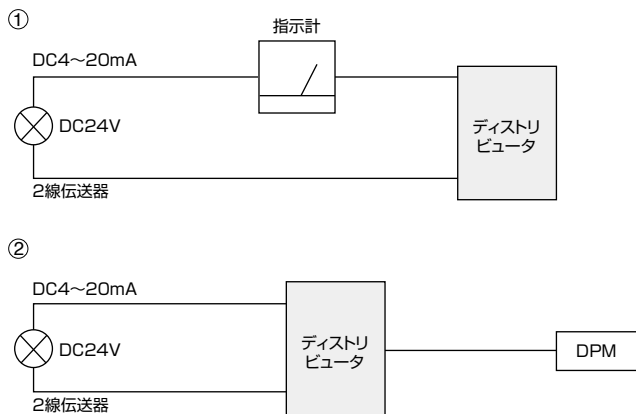 ①
指示計
DC4～20mA
DC24V
ディストリ
ビュータ
2線伝送器
②
DC4～20mA
DC24V
ディストリ
ビュータ
DPM
2線伝送器